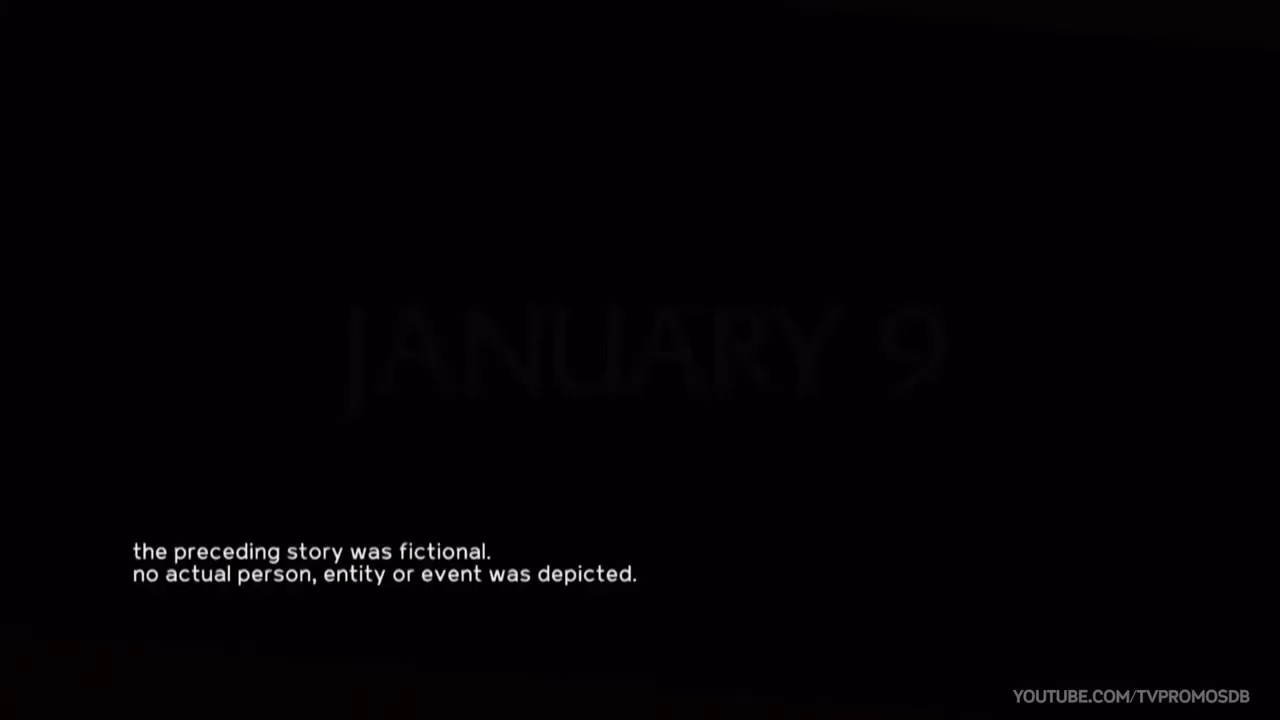 JANUARY 9
the preceding story was fictional.
no actual person, entity or event was depicted.
YOUTUBE.COM/TVPROMOSDB